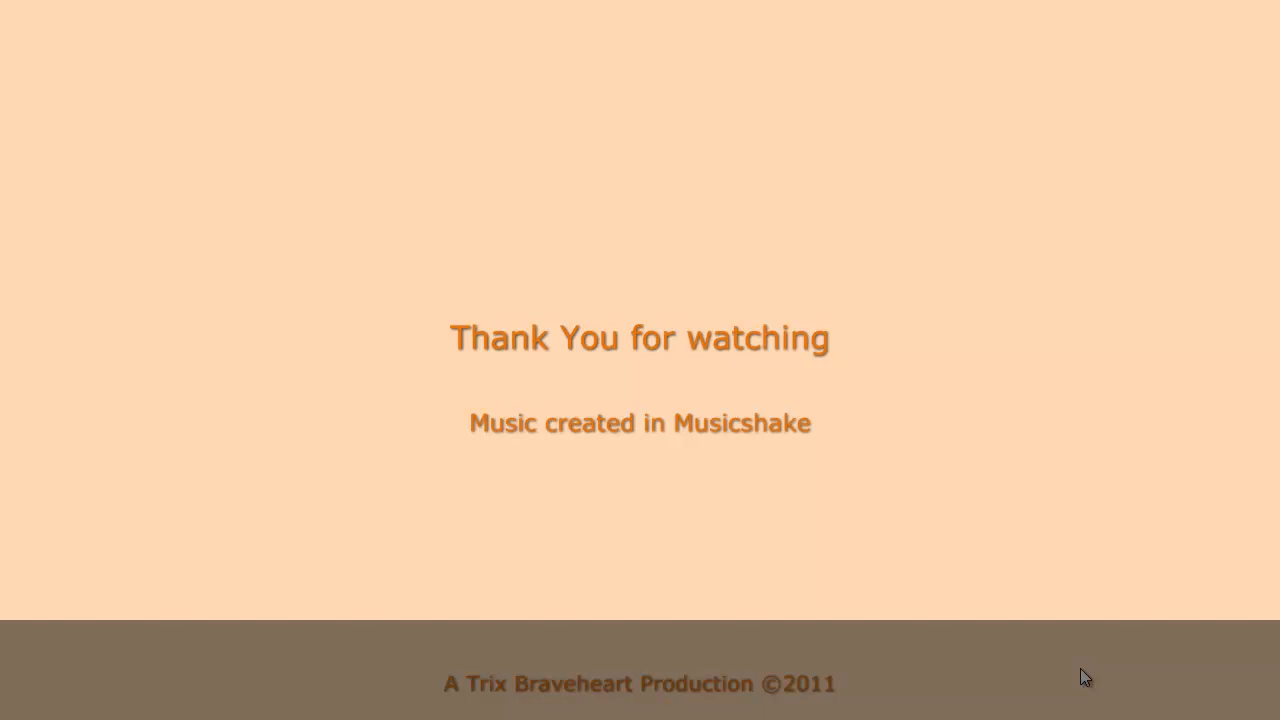 Thank You for watching
Music created in Musicshake
A Trix Braveheart Production ©2011